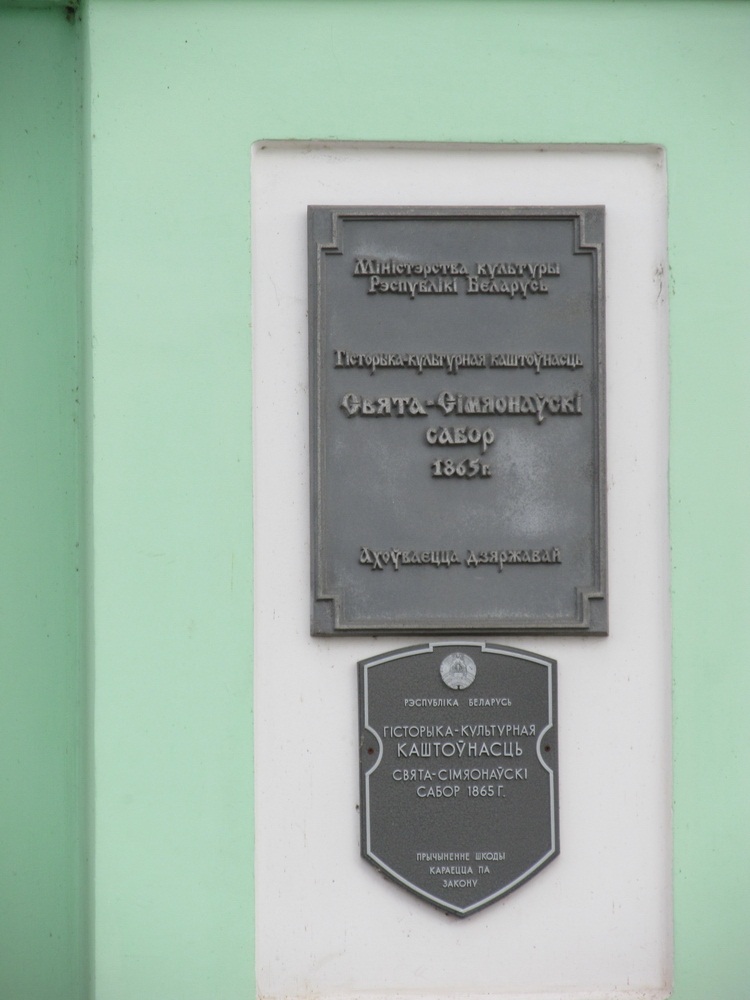 Міністэрства культуры
Рэспублікі Беларусь
Гісторыка-культурная каштоўнасць
Свята-Сімяонаўскі
сабор
1865 г.
Ахоўваецца дзяржавай
РЭСПУБЛІКА БЕЛАРУСЬ
ГІСТОРЫКА-КУЛЬТУРНАЯ
КАШТОЎНАСЦЬ
СВЯТА-СІМЯОНАЎСКІ
САБОР 1865 Г.
ПРЫЧЫНЕННЕ ШКОДЫ
КАРАЕЦЦА ПА
ЗАКОНУ